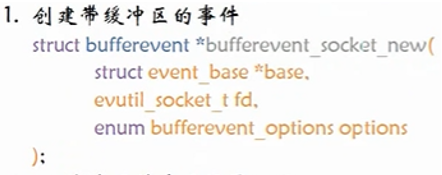 1. 创建带缓冲区的事件
struct bufferevent *bufferevent_socket_new(
struct event_base *base,
evutil_socket_t fd,
enum bufferevent_options options
);